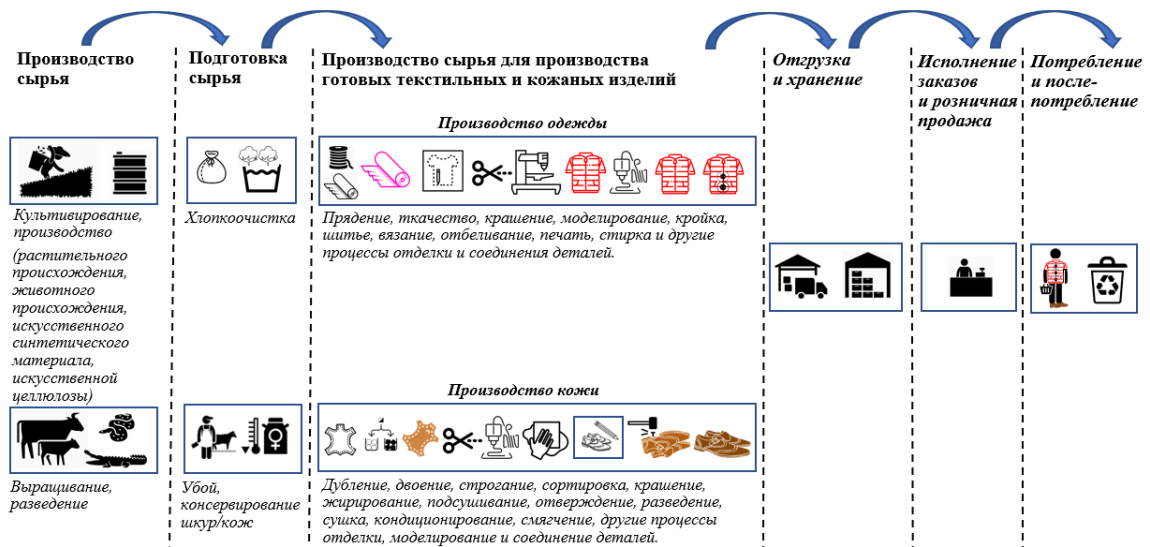 Производство
сырья
Подготовка
сырья
Производство сырья для производства
готовых текстильных и кожаных изделий
Отгрузка
и хранение
Исполнение
заказов
и розничная
продажа
Потребление
и после-
потребление
Производство одежды
Культивирование,
производство
(растительного
происхождения,
животного
происхождения,
искусственного
синтетического
материала,
искусственной
целлюлозы)
Хлопкоочистка
Прядение, ткачество, крашение, моделирование, кройка,
шитье, вязание, отбеливание, печать, стирка и другие
процессы отделки и соединения деталей.
Производство кожи
Выращивание,
разведение
Убой,
консервирование
шкур/кож
Дубление, двоение, строгание, сортировка, крашение,
жирирование, подсушивание, отверждение, разведение,
сушка, кондиционирование, смягчение, другие процессы
отделки, моделирование и соединение деталей.